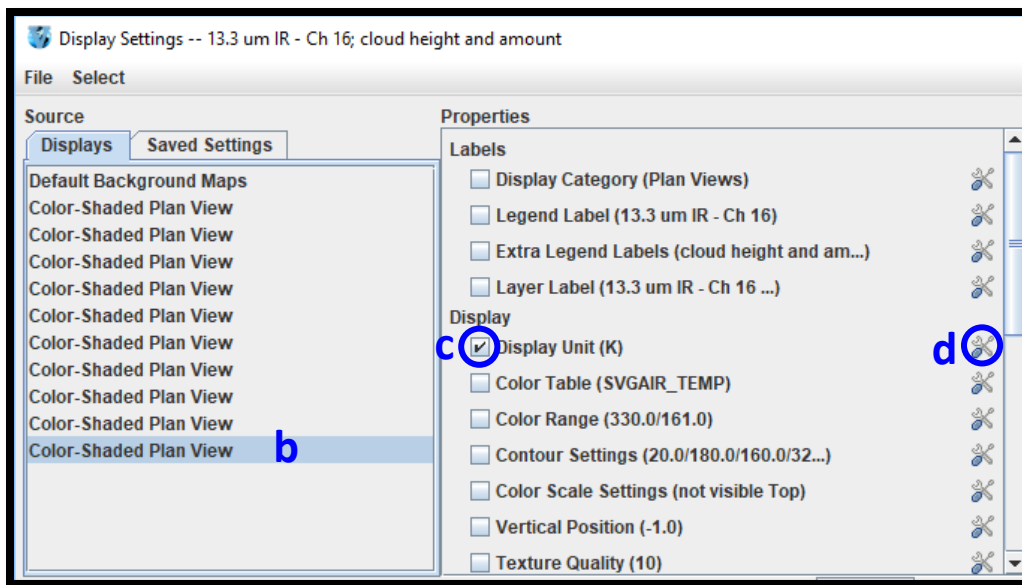 Display Settings -- 13.3 um IR - Ch 16; cloud height and amount
File Select
Source
Displays Saved Settings
Default Background Maps
Color-Shaded Plan View
Color-Shaded Plan View
Color-Shaded Plan View
Color-Shaded Plan View
Color-Shaded Plan View
Color-Shaded Plan View
Color-Shaded Plan View
Color-Shaded Plan View
Color-Shaded Plan View
Color-Shaded Plan View b
Properties
Labels
Display Category (Plan Views)
Legend Label (13.3 um IR - Ch 16)
Extra Legend Labels (cloud height and am...)
Layer Label (13.3 um IR - Ch 16 ...)
Display
c Display Unit (K) d
Color Table (SVGAIR_TEMP)
Color Range (330.0/161.0)
Contour Settings (20.0/180.0/160.0/32...)
Color Scale Settings (not visible Top)
Vertical Position (-1.0)
Texture Quality (10)